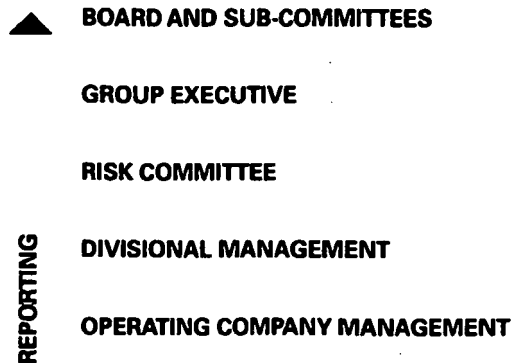 BOARD AND SUB-COMMITTEES
GROUP EXECUTIVE
RISK COMMITTEE
DIVISIONAL MANAGEMENT
OPERATING COMPANY MANAGEMENT
REPORTING